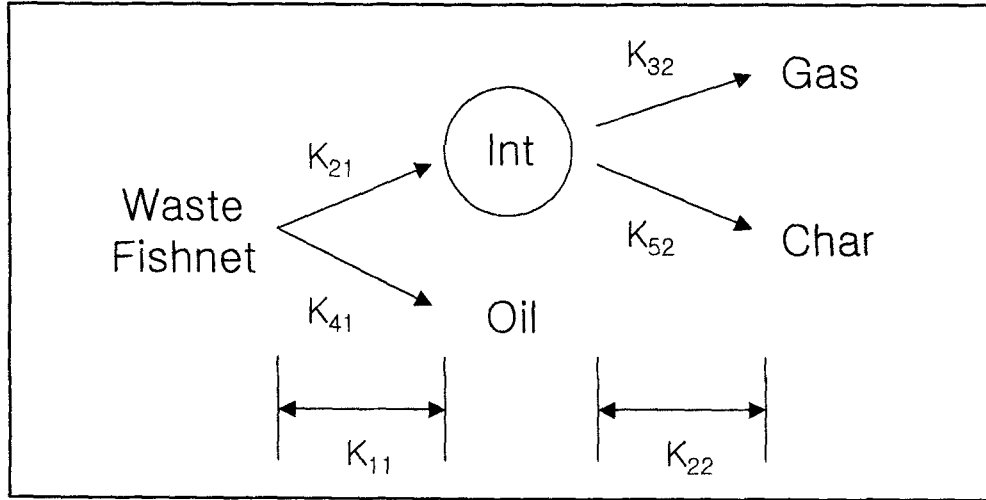 K₃₂
Gas
Int
K₂₁
Waste
Fishnet
K₅₂
Char
K₄₁
Oil
K₁₁
K₂₂